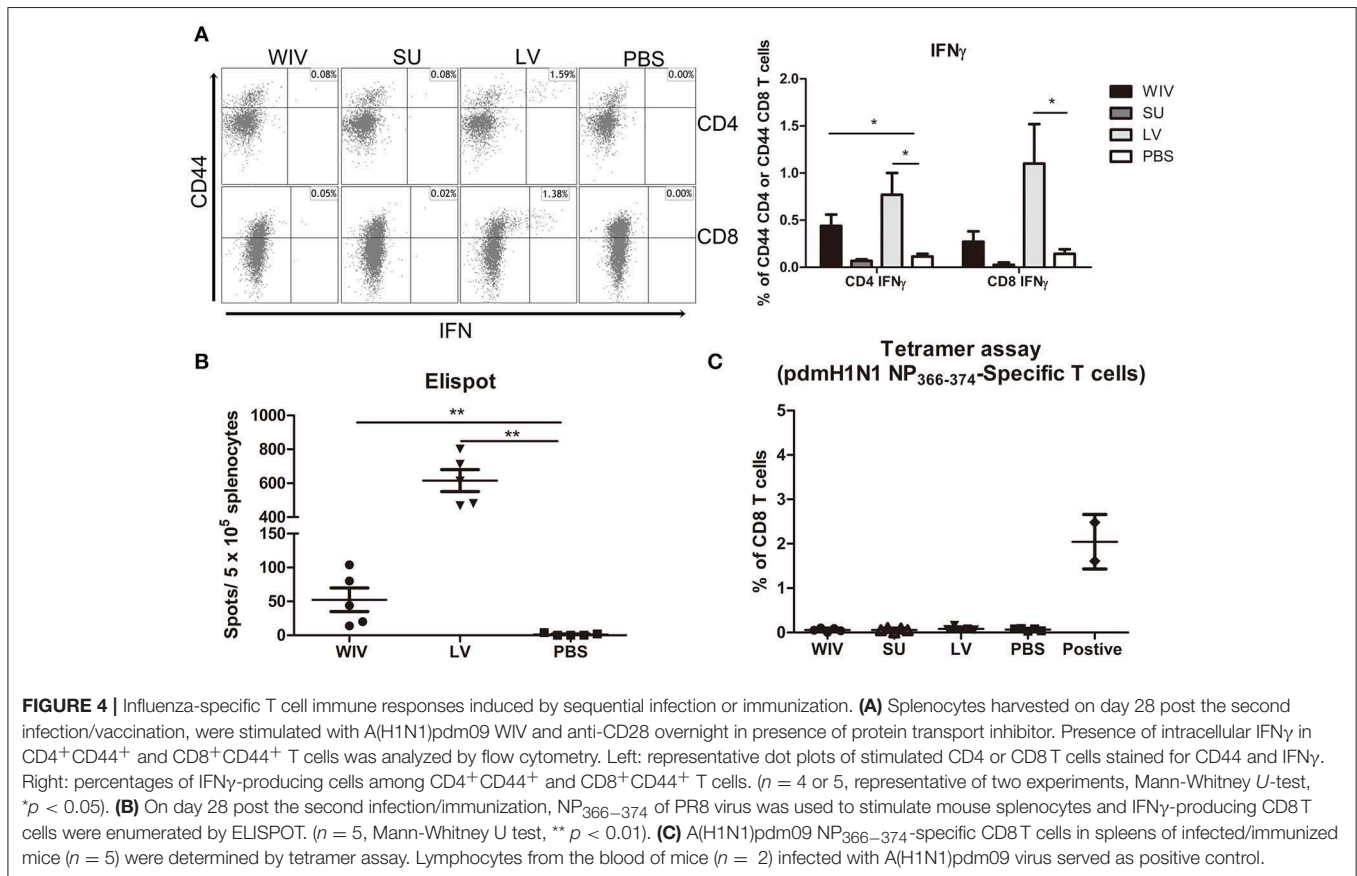 A
WIV SU LV PBS
0.08% 0.08% 1.59% 0.00%
CD4
CD44
0.05% 0.02% 1.38% 0.00%
CD8
IFN
IFNγ
% of CD44 CD4 or CD44 CD8 T cells
2.0
1.5
1.0
0.5
0.0
* * *
CD4 IFNγ CD8 IFNγ
WIV
SU
LV
PBS
B
Elispot
Spots/ 5 x 10⁵ splenocytes
1000
800
600
400
150
100
50
0
**
**
WIV LV PBS
C
Tetramer assay
(pdmH1N1 NP₃₆₆₋₃₇₄-Specific T cells)
% of CD8 T cells
5
4
3
2
1
0
WIV SU LV PBS Postive
FIGURE 4 | Influenza-specific T cell immune responses induced by sequential infection or immunization. (A) Splenocytes harvested on day 28 post the second
infection/vaccination, were stimulated with A(H1N1)pdm09 WIV and anti-CD28 overnight in presence of protein transport inhibitor. Presence of intracellular IFNγ in
CD4⁺CD44⁺ and CD8⁺CD44⁺ T cells was analyzed by flow cytometry. Left: representative dot plots of stimulated CD4 or CD8 T cells stained for CD44 and IFNγ.
Right: percentages of IFNγ-producing cells among CD4⁺CD44⁺ and CD8⁺CD44⁺ T cells. (n = 4 or 5, representative of two experiments, Mann-Whitney U-test,
*p < 0.05). (B) On day 28 post the second infection/immunization, NP₃₆₆₋₃₇₄ of PR8 virus was used to stimulate mouse splenocytes and IFNγ-producing CD8 T
cells were enumerated by ELISPOT. (n = 5, Mann-Whitney U test, ** p < 0.01). (C) A(H1N1)pdm09 NP₃₆₆₋₃₇₄-specific CD8 T cells in spleens of infected/immunized
mice (n = 5) were determined by tetramer assay. Lymphocytes from the blood of mice (n = 2) infected with A(H1N1)pdm09 virus served as positive control.